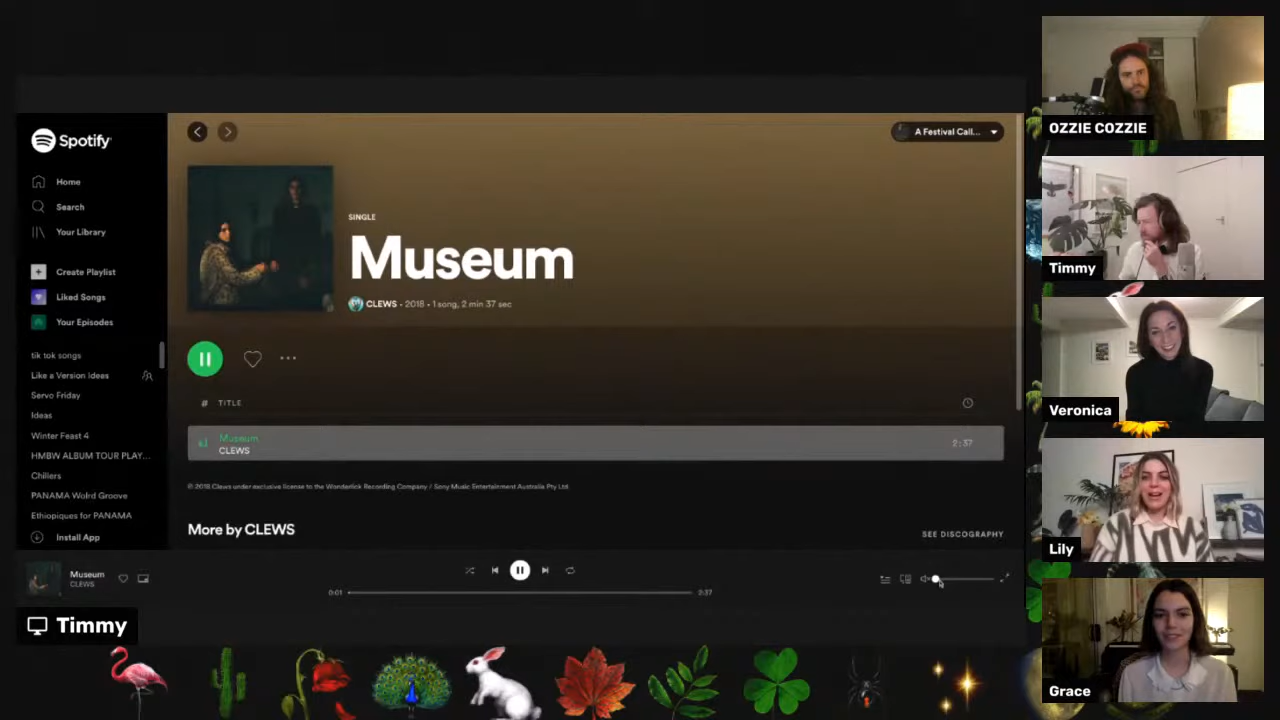 Spotify
Home
Search
Your Library
Create Playlist
Liked Songs
Your Episodes
tik tok songs
Like a Version Ideas
Servo Friday
Ideas
Winter Feast 4
HMBW ALBUM TOUR PLAY...
Chillers
PANAMA Wolrd Groove
Ethiopiques for PANAMA
Install App
A Festival Call...
SINGLE
Museum
CLEWS • 2018 • 1 song, 2 min 37 sec
# TITLE
Museum
CLEWS
2:37
© 2018 Clews under exclusive license to the Wonderlick Recording Company / Sony Music Entertainment Australia Pty Ltd.
More by CLEWS
SEE DISCOGRAPHY
Museum
CLEWS
0:01
2:37
Timmy
OZZIE COZZIE
Timmy
Veronica
Lily
Grace